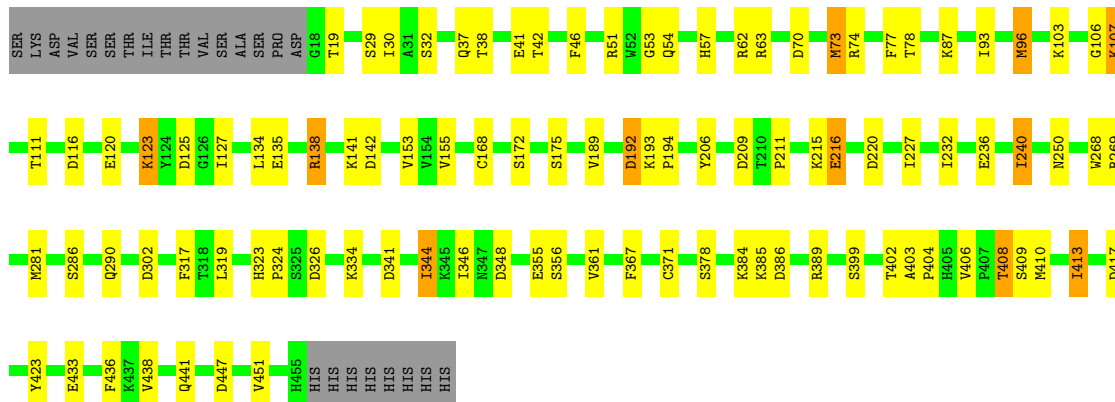 SER LYS ASP VAL SER SER THR ILE THR THR VAL SER ALA SER PRO ASP G18 T19 S29 I30 A31 S32 Q37 T38 E41 T42 F46 R51 W52 G53 Q54 H57 R62 R63 D70 M73 R74 F77 T78 K87 I93 M96 K103 G106
T111 D116 E120 K123 Y124 D125 G126 I127 L134 E135 R138 K141 D142 V153 V154 V155 C168 S172 S175 V189 D192 K193 P194 Y206 D209 T210 P211 K215 E216 D220 I227 I232 E236 I240 N250 W268
M281 S286 Q290 D302 F317 T318 L319 H323 P324 S325 D326 K334 D341 I344 K345 I346 N347 D348 E355 S356 V361 F367 C371 S378 K384 K385 D386 R389 S399 T402 A403 P404 H405 V406 P407 T408 S409 M410 I413
Y423 E433 F436 K437 V438 Q441 D447 V451 H455 HIS HIS HIS HIS HIS HIS HIS HIS